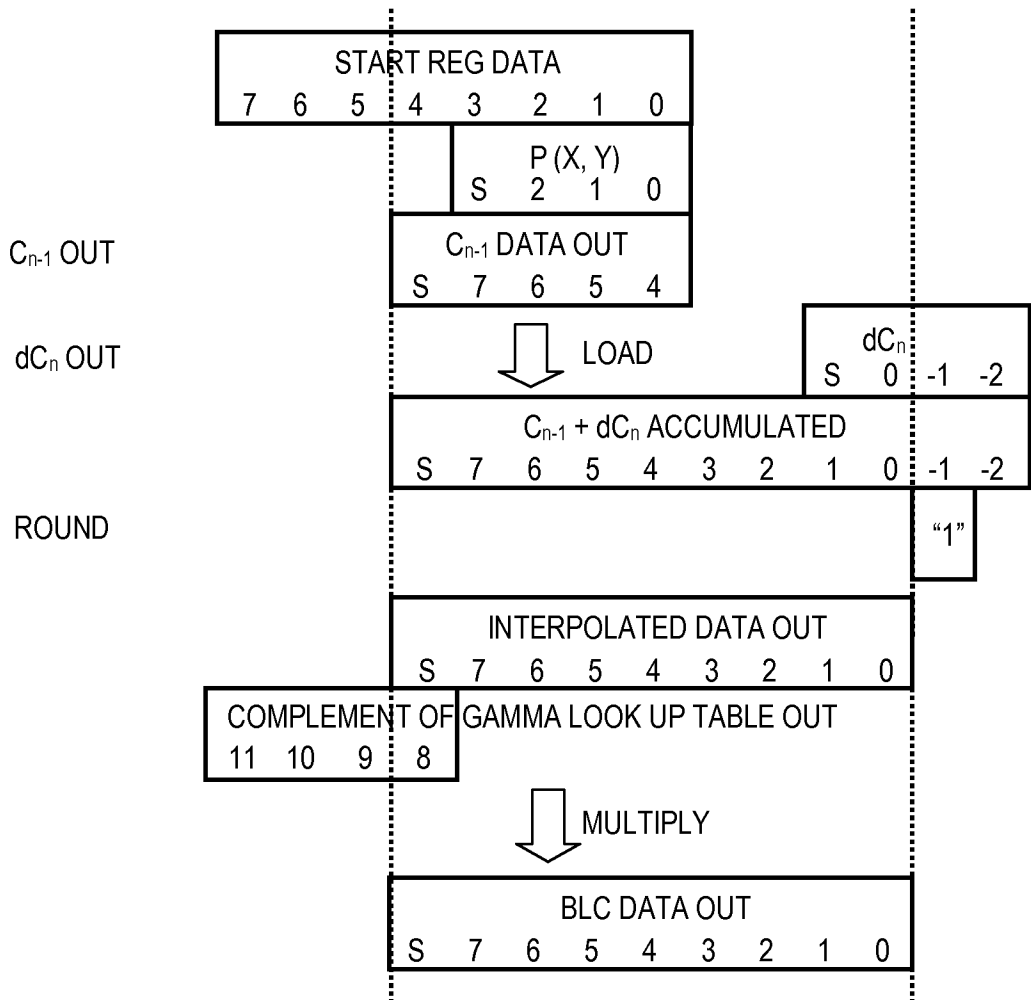 START REG DATA
7 6 5 4 3 2 1 0
P (X, Y)
S 2 1 0
Cn-1 OUT
Cn-1 DATA OUT
S 7 6 5 4
dCn OUT
LOAD
dCn
S 0 -1 -2
Cn-1 + dCn ACCUMULATED
S 7 6 5 4 3 2 1 0 -1 -2
ROUND
“1”
INTERPOLATED DATA OUT
S 7 6 5 4 3 2 1 0
COMPLEMENT OF GAMMA LOOK UP TABLE OUT
11 10 9 8
MULTIPLY
BLC DATA OUT
S 7 6 5 4 3 2 1 0